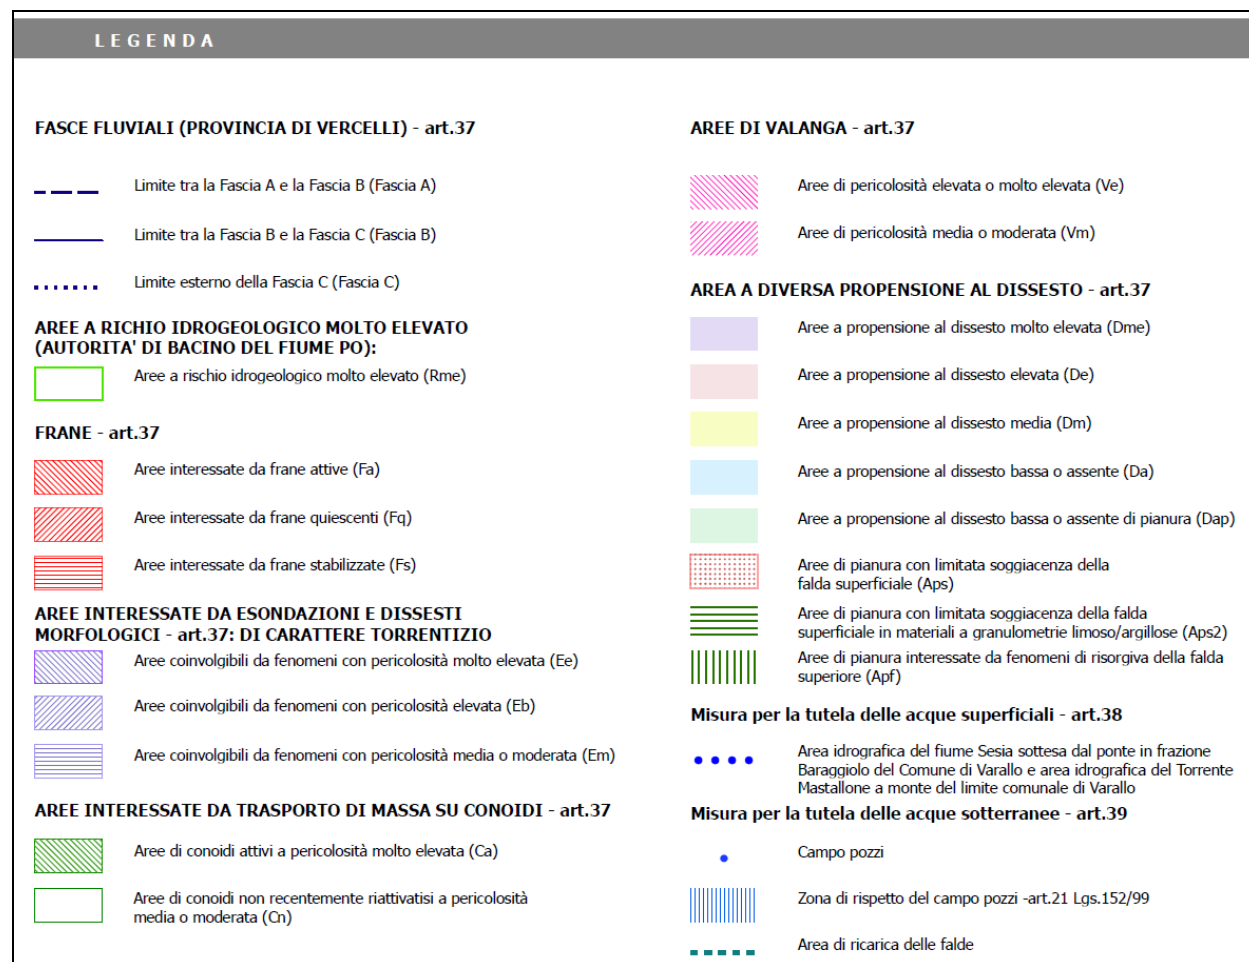 LEGENDA
FASCE FLUVIALI (PROVINCIA DI VERCELLI) - art.37
Limite tra la Fascia A e la Fascia B (Fascia A)
Limite tra la Fascia B e la Fascia C (Fascia B)
Limite esterno della Fascia C (Fascia C)
AREE A RICHIO IDROGEOLOGICO MOLTO ELEVATO
(AUTORITA' DI BACINO DEL FIUME PO):
Aree a rischio idrogeologico molto elevato (Rme)
FRANE - art.37
Aree interessate da frane attive (Fa)
Aree interessate da frane quiescenti (Fq)
Aree interessate da frane stabilizzate (Fs)
AREE INTERESSATE DA ESONDAZIONI E DISSESTI
MORFOLOGICI - art.37: DI CARATTERE TORRENTIZIO
Aree coinvolgibili da fenomeni con pericolosità molto elevata (Ee)
Aree coinvolgibili da fenomeni con pericolosità elevata (Eb)
Aree coinvolgibili da fenomeni con pericolosità media o moderata (Em)
AREE INTERESSATE DA TRASPORTO DI MASSA SU CONOIDI - art.37
Aree di conoidi attivi a pericolosità molto elevata (Ca)
Aree di conoidi non recentemente riattivatisi a pericolosità
media o moderata (Cn)
AREE DI VALANGA - art.37
Aree di pericolosità elevata o molto elevata (Ve)
Aree di pericolosità media o moderata (Vm)
AREA A DIVERSA PROPENSIONE AL DISSESTO - art.37
Aree a propensione al dissesto molto elevata (Dme)
Aree a propensione al dissesto elevata (De)
Aree a propensione al dissesto media (Dm)
Aree a propensione al dissesto bassa o assente (Da)
Aree a propensione al dissesto bassa o assente di pianura (Dap)
Aree di pianura con limitata soggiacenza della
falda superficiale (Aps)
Aree di pianura con limitata soggiacenza della falda
superficiale in materiali a granulometrie limoso/argillose (Aps2)
Aree di pianura interessate da fenomeni di risorgiva della falda
superiore (Apf)
Misura per la tutela delle acque superficiali - art.38
Area idrografica del fiume Sesia sottesa dal ponte in frazione
Baraggiolo del Comune di Varallo e area idrografica del Torrente
Mastallone a monte del limite comunale di Varallo
Misura per la tutela delle acque sotterranee - art.39
Campo pozzi
Zona di rispetto del campo pozzi -art.21 Lgs.152/99
Area di ricarica delle falde